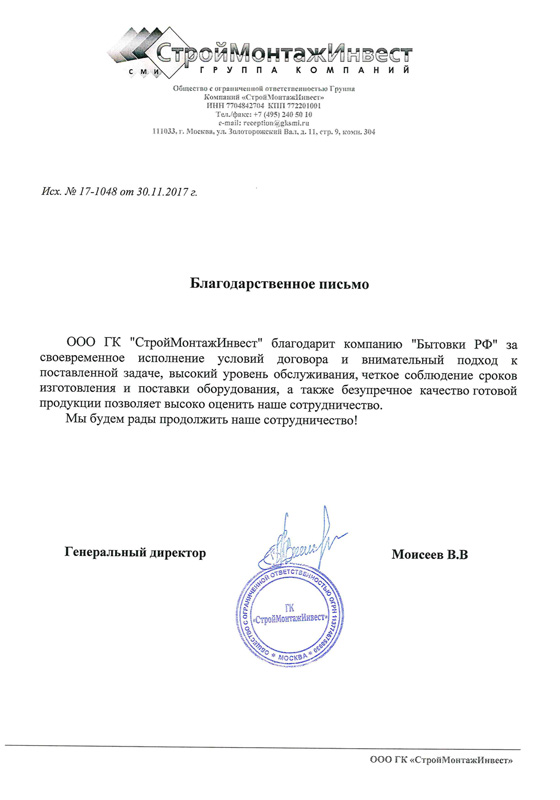 СтройМонтажИнвест
СМИ ГРУППА КОМПАНИЙ
Общество с ограниченной ответственностью Группа
Компаний «СтройМонтажИнвест»
ИНН 7704842704 КПП 772201001
Тел./факс: +7 (495) 240 50 10
e-mail: reception@gksmi.ru
111033, г. Москва, ул. Золоторожский Вал, д. 11, стр. 9, комн. 304
Исх. № 17-1048 от 30.11.2017 г.
Благодарственное письмо
ООО ГК "СтройМонтажИнвест" благодарит компанию "Бытовки РФ" за
своевременное исполнение условий договора и внимательный подход к
поставленной задаче, высокий уровень обслуживания, четкое соблюдение сроков
изготовления и поставки оборудования, а также безупречное качество готовой
продукции позволяет высоко оценить наше сотрудничество.
Мы будем рады продолжить наше сотрудничество!
Генеральный директор Моисеев В.В
ОБЩЕСТВО С ОГРАНИЧЕННОЙ ОТВЕТСТВЕННОСТЬЮ ОГРН
ГК
«СтройМонтажИнвест»
МОСКВА
ООО ГК «СтройМонтажИнвест»